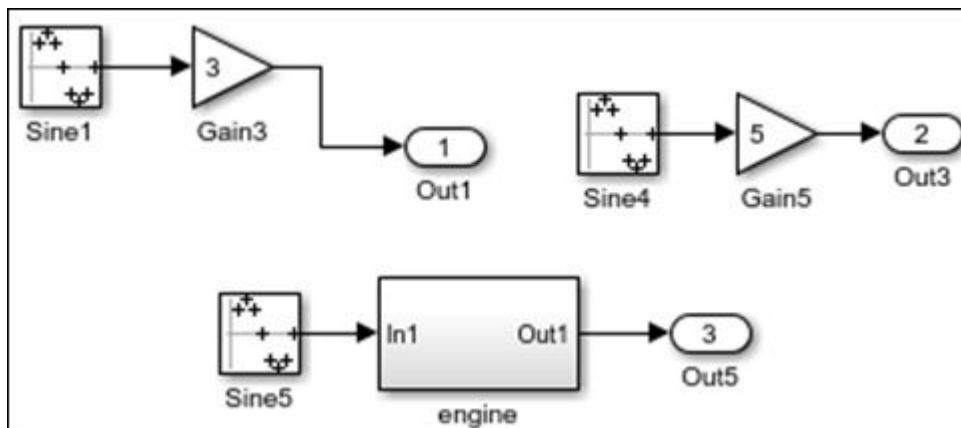 3
Sine1
Gain3
1
Out1
Sine4
5
Gain5
2
Out3
Sine5
In1 Out1
engine
3
Out5